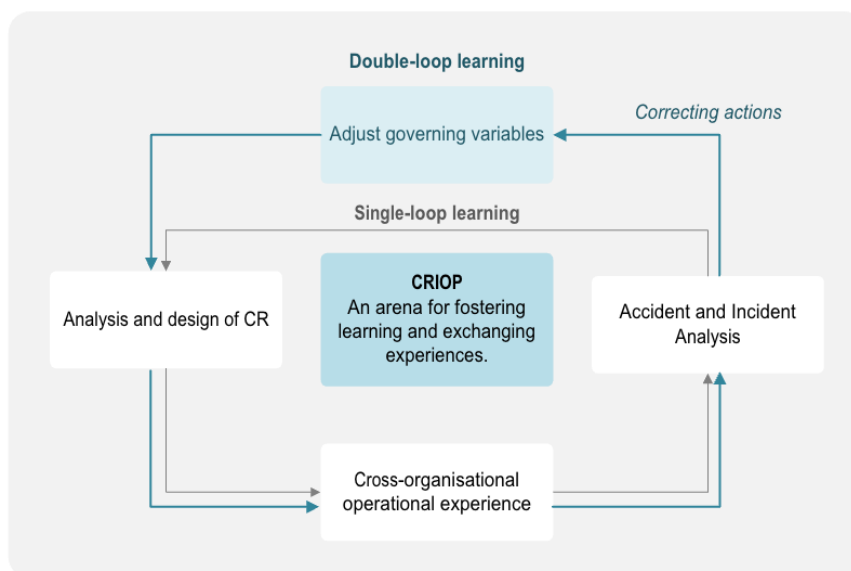 Double-loop learning
Adjust governing variables
Correcting actions
Single-loop learning
CRIOP
An arena for fostering
learning and exchanging
experiences.
Analysis and design of CR
Accident and Incident
Analysis
Cross-organisational
operational experience